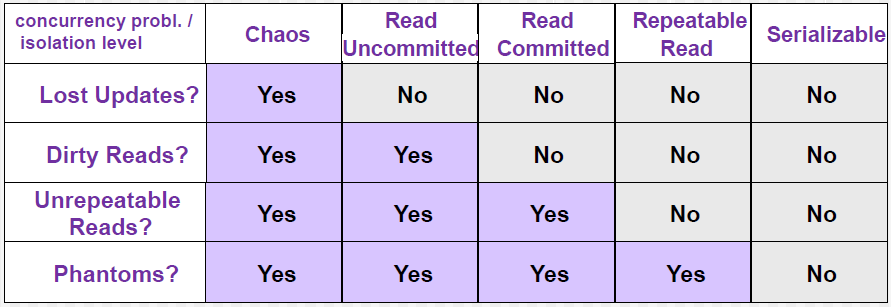 concurrency probl. / isolation level Chaos Read Uncommitted Read Committed Repeatable Read Serializable
Lost Updates? Yes No No No No
Dirty Reads? Yes Yes No No No
Unrepeatable Reads? Yes Yes Yes No No
Phantoms? Yes Yes Yes Yes No